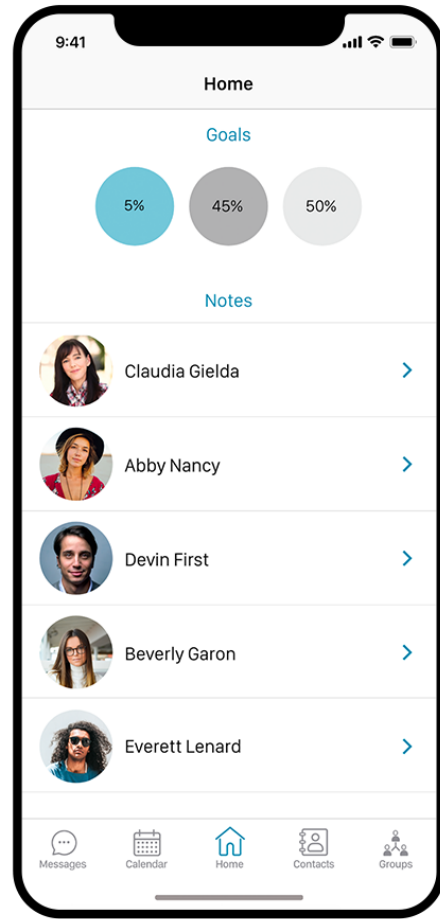 9:41
Home
Goals
5% 45% 50%
Notes
Claudia Gielda
Abby Nancy
Devin First
Beverly Garon
Everett Lenard
Messages Calendar Home Contacts Groups